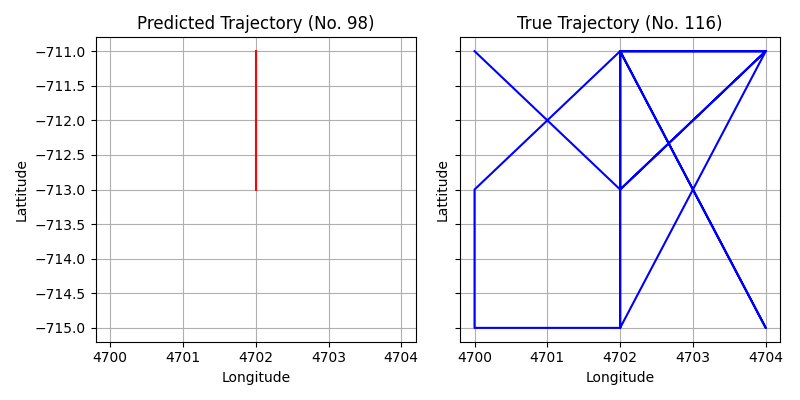 Predicted Trajectory (No. 98)
−711.0
−711.5
−712.0
−712.5
−713.0
−713.5
−714.0
−714.5
−715.0
Lattitude
4700 4701 4702 4703 4704
Longitude
True Trajectory (No. 116)
Lattitude
4700 4701 4702 4703 4704
Longitude